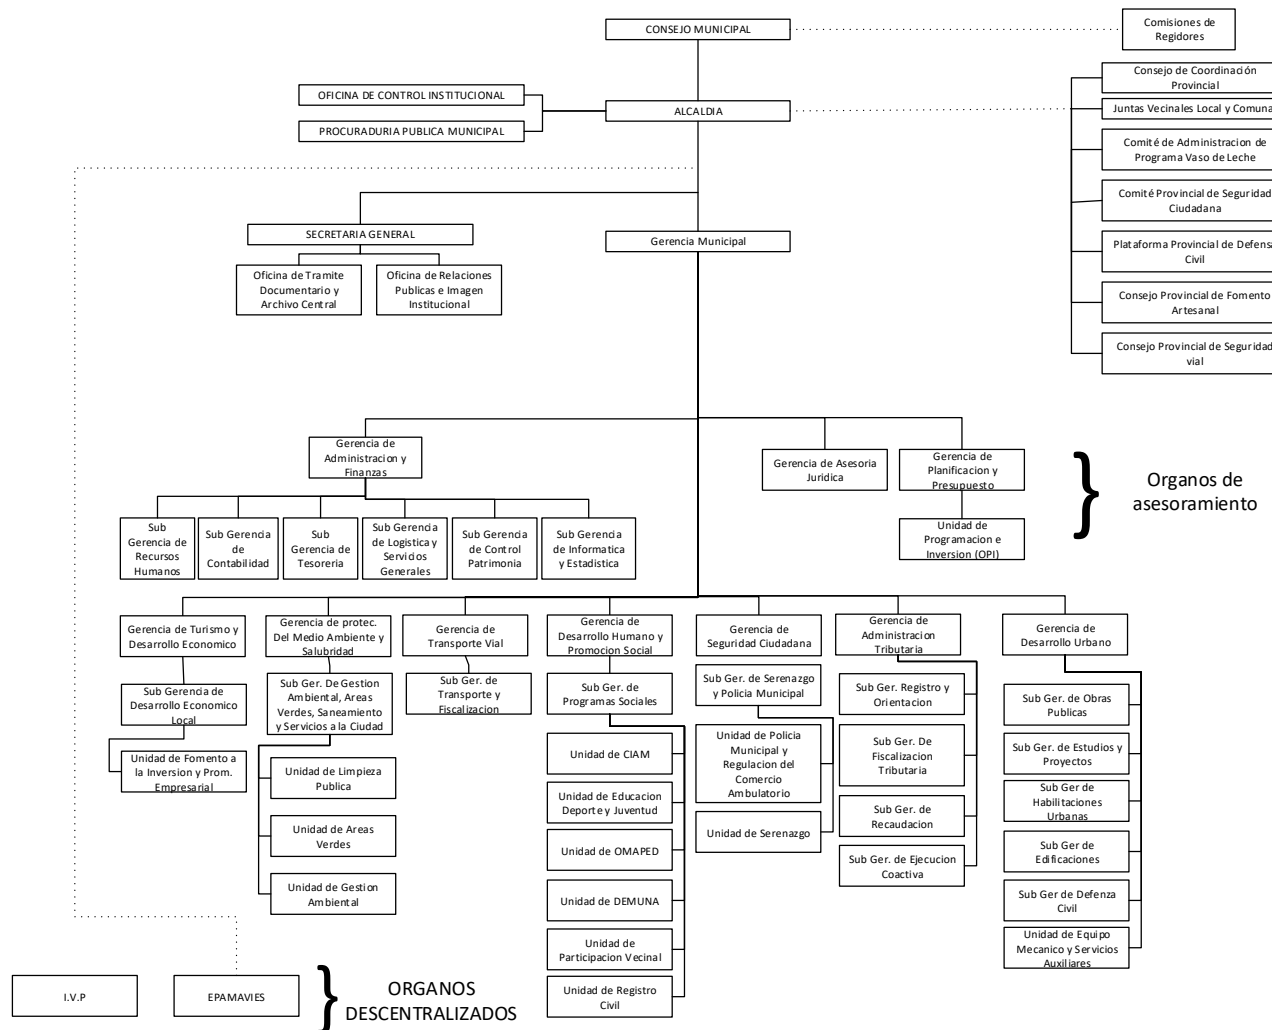 CONSEJO MUNICIPAL
Comisiones de
Regidores
OFICINA DE CONTROL INSTITUCIONAL
PROCURADURIA PUBLICA MUNICIPAL
ALCALDIA
Consejo de Coordinación
Provincial
Juntas Vecinales Local y Comuna
Comité de Administracion de
Programa Vaso de Leche
Comité Provincial de Seguridad
Ciudadana
Plataforma Provincial de Defensa
Civil
Consejo Provincial de Fomento
Artesanal
Consejo Provincial de Seguridad
vial
SECRETARIA GENERAL
Gerencia Municipal
Oficina de Tramite
Documentario y
Archivo Central
Oficina de Relaciones
Publicas e Imagen
Institucional
Gerencia de
Administracion y
Finanzas
Gerencia de Asesoria
Juridica
Gerencia de
Planificacion y
Presupuesto
Unidad de
Programacion e
Inversion (OPI)
}
Organos de
asesoramiento
Sub
Gerencia de
Recursos
Humanos
Sub Gerencia
de
Contabilidad
Sub
Gerencia de
Tesoreria
Sub Gerencia
de Logistica y
Servicios
Generales
Sub Gerencia
de Control
Patrimonia
Sub Gerencia
de Informatica
y Estadistica
Gerencia de Turismo y
Desarrollo Economico
Gerencia de protec.
Del Medio Ambiente y
Salubridad
Gerencia de
Transporte Vial
Gerencia de
Desarrollo Humano y
Promocion Social
Gerencia de
Seguridad Ciudadana
Gerencia de
Administracion
Tributaria
Gerencia de
Desarrollo Urbano
Sub Gerencia de
Desarrollo Economico
Local
Unidad de Fomento a
la Inversion y Prom.
Empresarial
Sub Ger. De Gestion
Ambiental, Areas
Verdes, Saneamiento
y Servicios a la Ciudad
Unidad de Limpieza
Publica
Unidad de Areas
Verdes
Unidad de Gestion
Ambiental
Sub Ger. de
Transporte y
Fiscalizacion
Sub Ger. de
Programas Sociales
Unidad de CIAM
Unidad de Educacion
Deporte y Juventud
Unidad de OMAPED
Unidad de DEMUNA
Unidad de
Participacion Vecinal
Unidad de Registro
Civil
Sub Ger. de Serenazgo
y Policia Municipal
Unidad de Policia
Municipal y
Regulacion del
Comercio
Ambulatorio
Unidad de Serenazgo
Sub Ger. Registro y
Orientacion
Sub Ger. De
Fiscalizacion
Tributaria
Sub Ger. de
Recaudacion
Sub Ger. de Ejecucion
Coactiva
Sub Ger. de Obras
Publicas
Sub Ger. de Estudios y
Proyectos
Sub Ger de
Habilitaciones
Urbanas
Sub Ger de
Edificaciones
Sub Ger de Defenza
Civil
Unidad de Equipo
Mecanico y Servicios
Auxiliares
I.V.P
EPAMAVIES
}
ORGANOS
DESCENTRALIZADOS